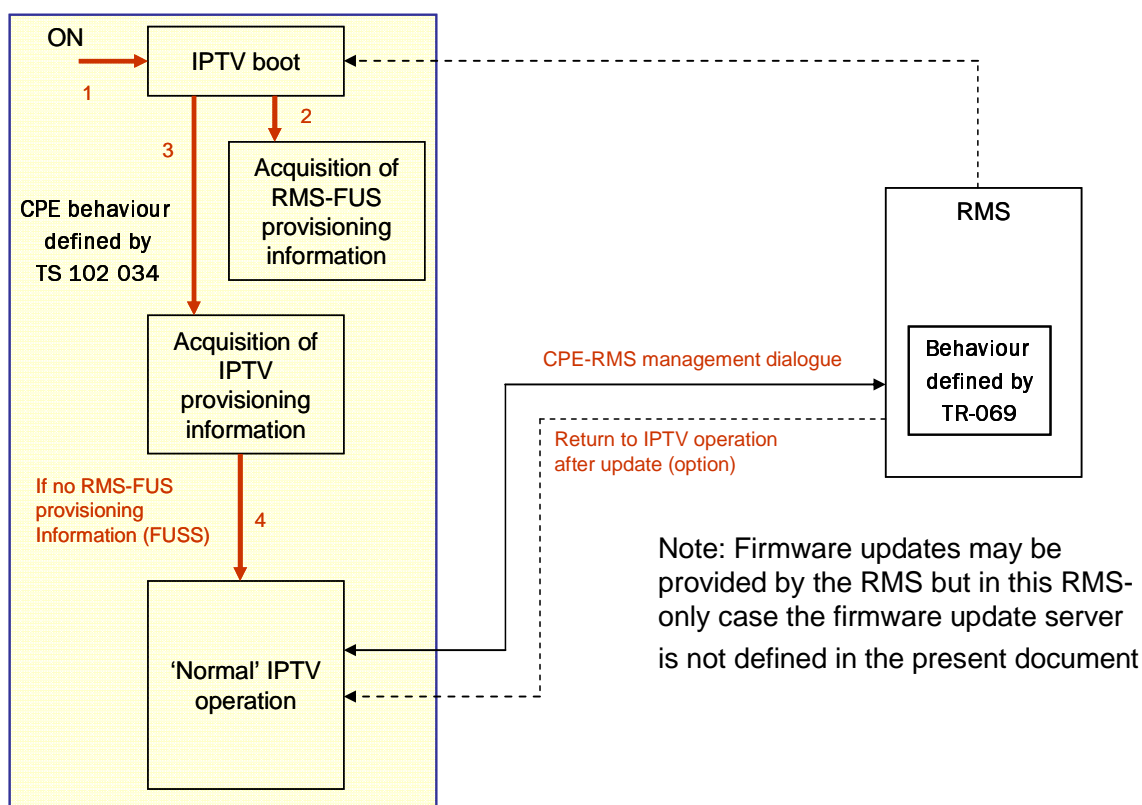 ON
IPTV boot
1
2
3
Acquisition of
RMS-FUS
provisioning
information
CPE behaviour
defined by
TS 102 034
RMS
Acquisition of
IPTV
provisioning
information
CPE-RMS management dialogue
Behaviour
defined by
TR-069
Return to IPTV operation
after update (option)
If no RMS-FUS
provisioning
Information (FUSS)
4
Note: Firmware updates may be
provided by the RMS but in this RMS-
only case the firmware update server
is not defined in the present document
‘Normal’ IPTV
operation